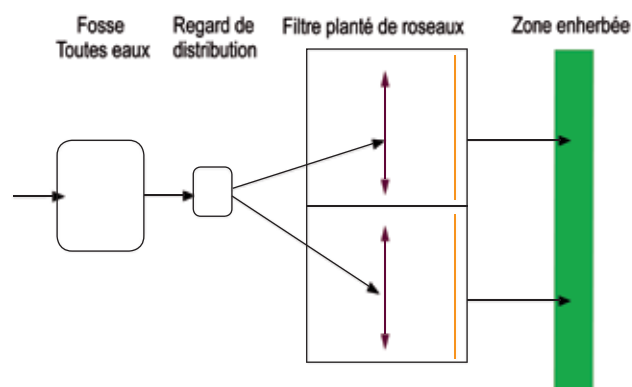 Fosse
Toutes eaux
Regard de
distribution
Filtre planté de roseaux
Zone enherbée